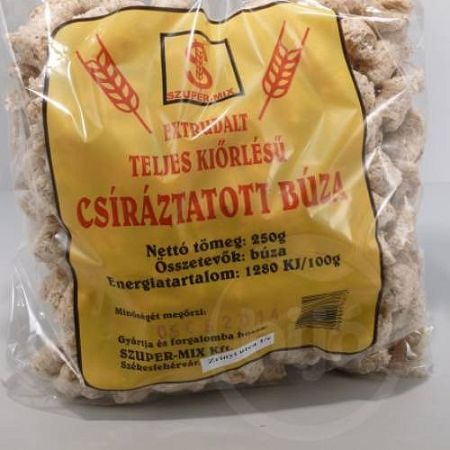 SZUPER-MIX
EXTRUDÁLT
TELJES KIŐRLÉSŰ
CSÍRÁZTATOTT BÚZA
Nettó tömeg: 250g
Összetevők: búza
Energiatartalom: 1280 KJ/100g
Minőségét megőrzi:
Gyártja és forgalomba hozza:
SZUPER-MIX Kft.
Székesfehérvár